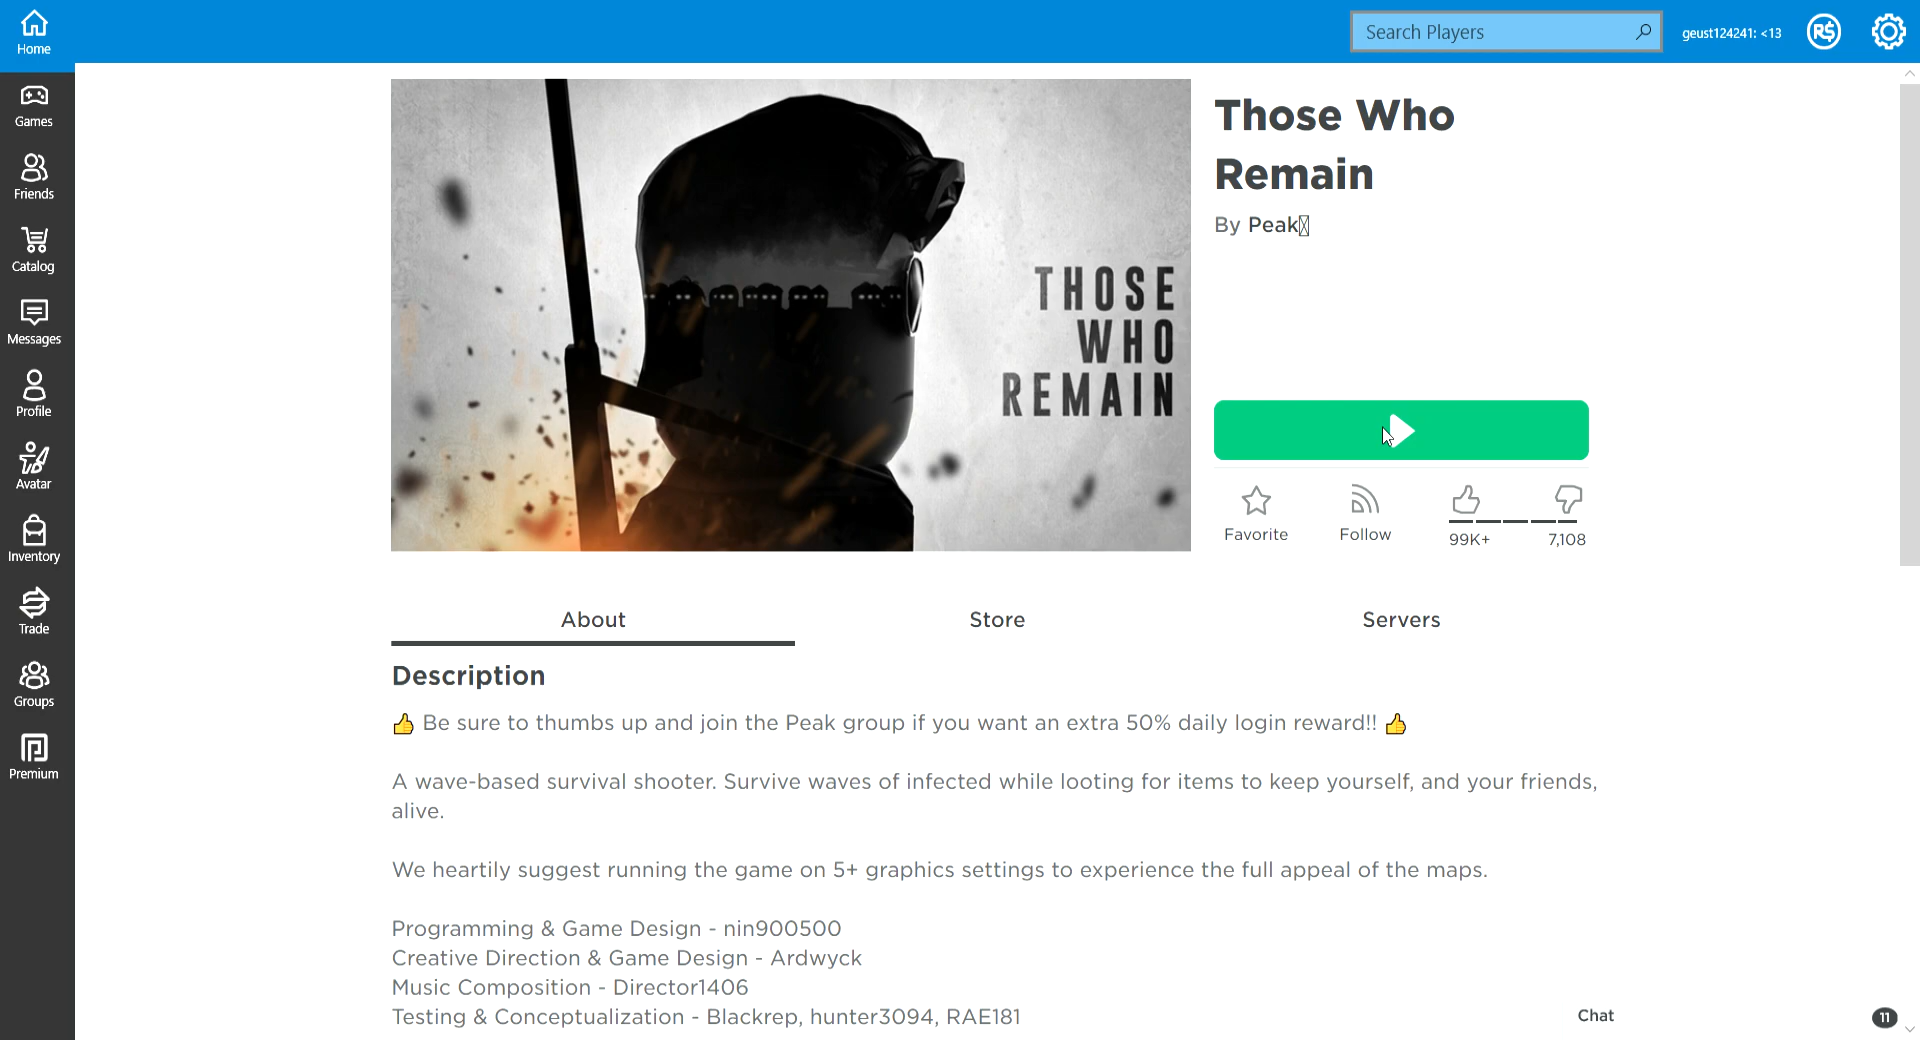 Home
Search Players
geust124241: <13
R$
Games
Friends
Catalog
Messages
Profile
Avatar
Inventory
Trade
Groups
Premium
THOSE
WHO
REMAIN
Those Who
Remain
By Peak
Favorite
Follow
99K+
7,108
About
Store
Servers
Description
👍 Be sure to thumbs up and join the Peak group if you want an extra 50% daily login reward!! 👍
A wave-based survival shooter. Survive waves of infected while looting for items to keep yourself, and your friends,
alive.
We heartily suggest running the game on 5+ graphics settings to experience the full appeal of the maps.
Programming & Game Design - nin900500
Creative Direction & Game Design - Ardwyck
Music Composition - Director1406
Testing & Conceptualization - Blackrep, hunter3094, RAE181
Chat
11